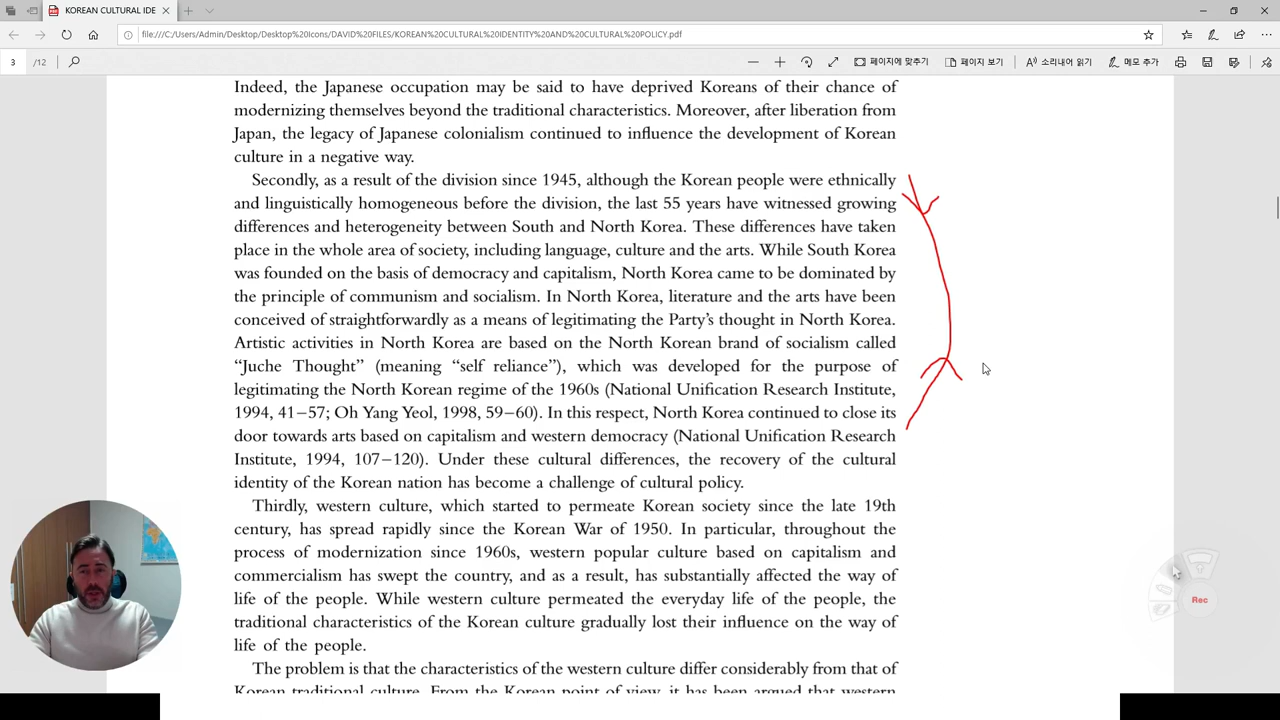 KOREAN CULTURAL IDE
file:///C:/Users/Admin/Desktop/Desktop%20Icons/DAVID%20FILES/KOREAN%20CULTURAL%20IDENTITY%20AND%20CULTURAL%20POLICY.pdf
3 /12 페이지에 맞추기 페이지 보기 소리내어 읽기 메모 추가
Indeed, the Japanese occupation may be said to have deprived Koreans of their chance of
modernizing themselves beyond the traditional characteristics. Moreover, after liberation from
Japan, the legacy of Japanese colonialism continued to influence the development of Korean
culture in a negative way.
Secondly, as a result of the division since 1945, although the Korean people were ethnically
and linguistically homogeneous before the division, the last 55 years have witnessed growing
differences and heterogeneity between South and North Korea. These differences have taken
place in the whole area of society, including language, culture and the arts. While South Korea
was founded on the basis of democracy and capitalism, North Korea came to be dominated by
the principle of communism and socialism. In North Korea, literature and the arts have been
conceived of straightforwardly as a means of legitimating the Party's thought in North Korea.
Artistic activities in North Korea are based on the North Korean brand of socialism called
“Juche Thought” (meaning “self reliance”), which was developed for the purpose of
legitimating the North Korean regime of the 1960s (National Unification Research Institute,
1994, 41–57; Oh Yang Yeol, 1998, 59–60). In this respect, North Korea continued to close its
door towards arts based on capitalism and western democracy (National Unification Research
Institute, 1994, 107–120). Under these cultural differences, the recovery of the cultural
identity of the Korean nation has become a challenge of cultural policy.
Thirdly, western culture, which started to permeate Korean society since the late 19th
century, has spread rapidly since the Korean War of 1950. In particular, throughout the
process of modernization since 1960s, western popular culture based on capitalism and
commercialism has swept the country, and as a result, has substantially affected the way of
life of the people. While western culture permeated the everyday life of the people, the
traditional characteristics of the Korean culture gradually lost their influence on the way of
life of the people.
The problem is that the characteristics of the western culture differ considerably from that of
Korean traditional culture. From the Korean point of view, it has been argued that western
Rec